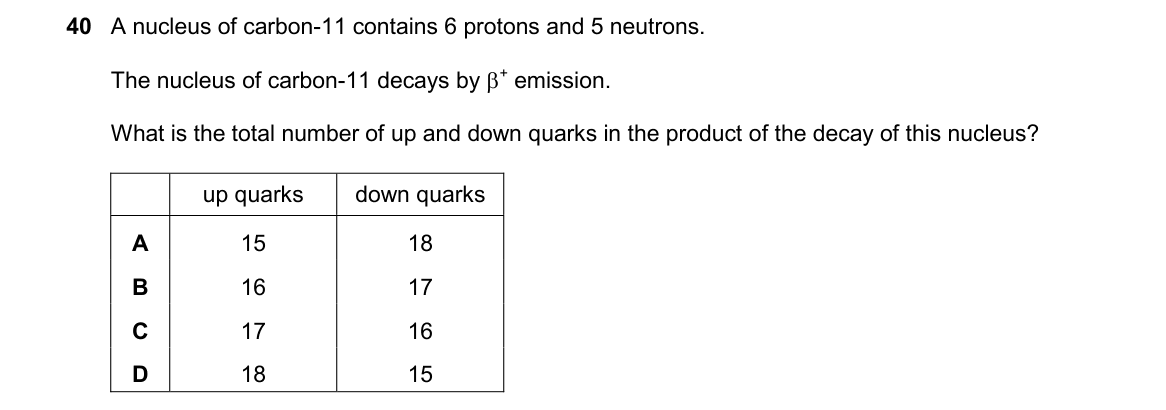 40 A nucleus of carbon-11 contains 6 protons and 5 neutrons.
The nucleus of carbon-11 decays by β⁺ emission.
What is the total number of up and down quarks in the product of the decay of this nucleus?
up quarks down quarks
A 15 18
B 16 17
C 17 16
D 18 15